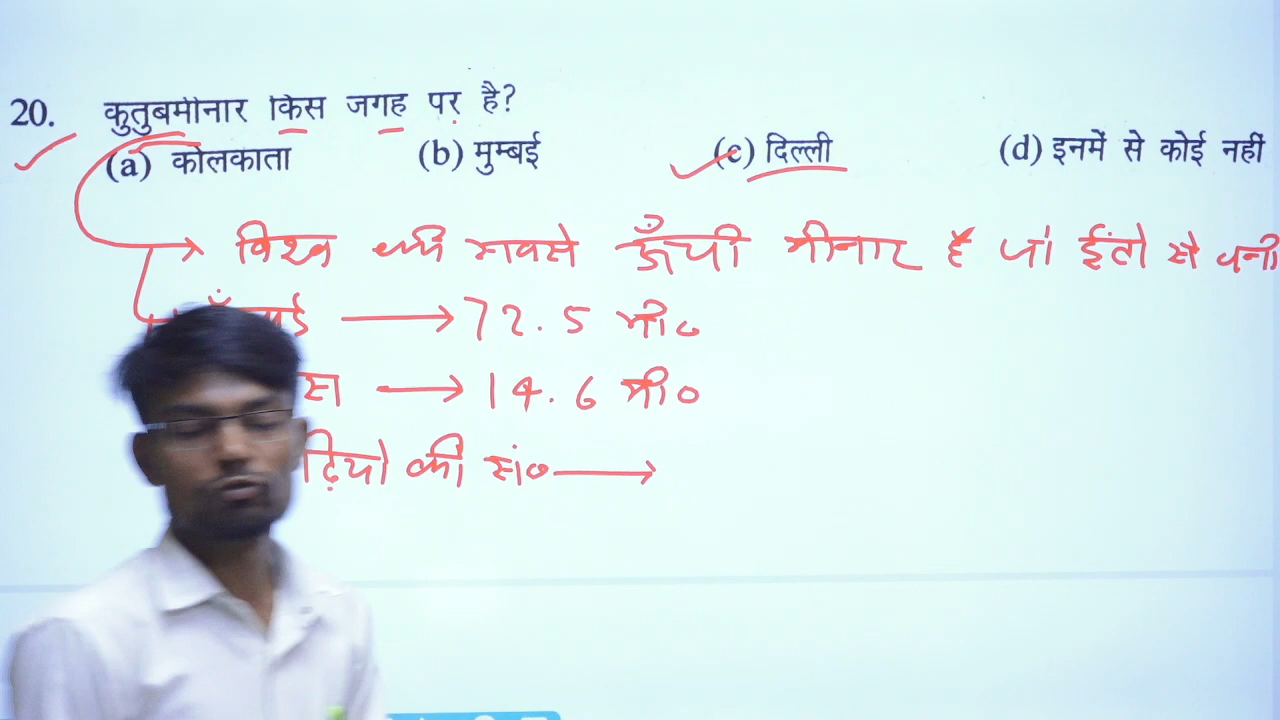 20. कुतुबमीनार किस जगह पर है?
(a) कोलकाता (b) मुम्बई (c) दिल्ली (d) इनमें से कोई नहीं
विश्व की सबसे ऊँची मीनार है जो ईंटो से बनी
72.5 मी०
14.6 मी०
की सं०